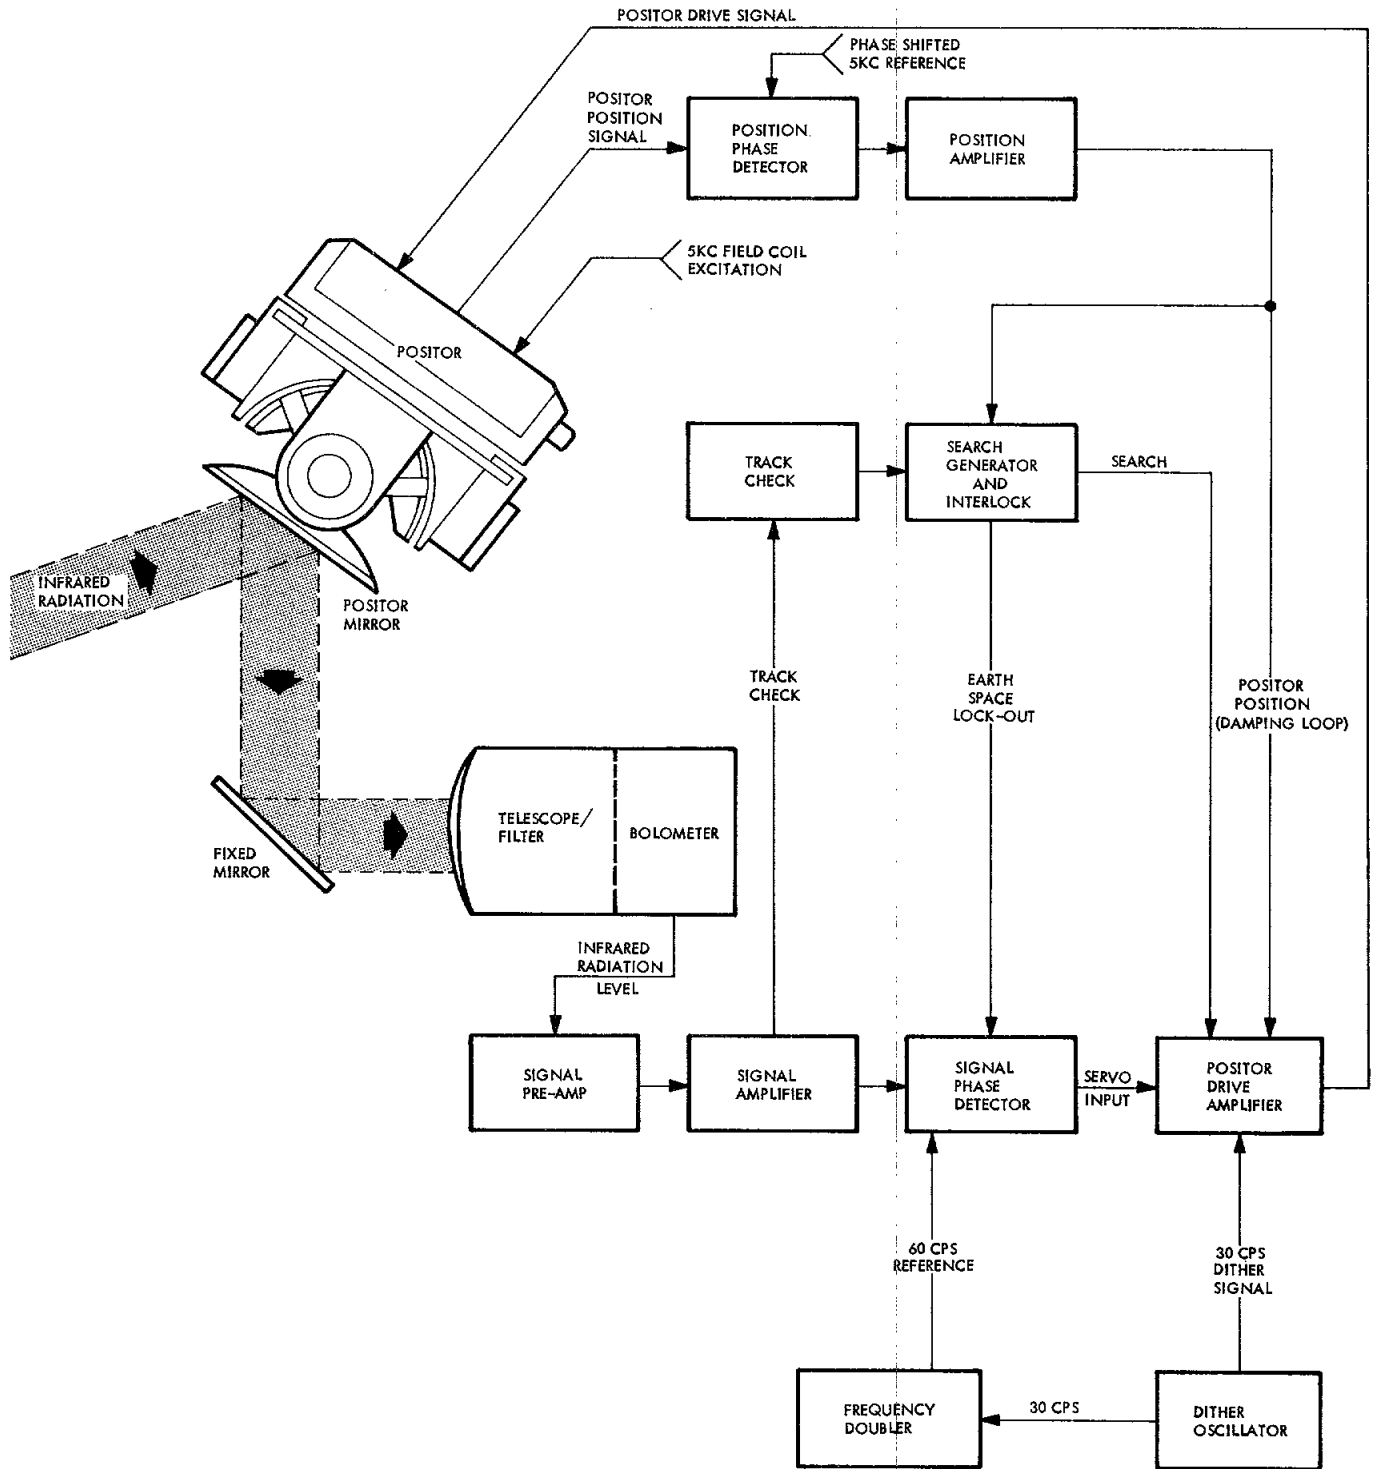 POSITOR DRIVE SIGNAL
PHASE SHIFTED
5KC REFERENCE
POSITOR
POSITION
SIGNAL
POSITION
PHASE
DETECTOR
POSITION
AMPLIFIER
5KC FIELD COIL
EXCITATION
POSITOR
TRACK
CHECK
SEARCH
GENERATOR
AND
INTERLOCK
SEARCH
INFRARED
RADIATION
POSITOR
MIRROR
TRACK
CHECK
EARTH
SPACE
LOCK-OUT
POSITOR
POSITION
(DAMPING LOOP)
TELESCOPE/
FILTER
BOLOMETER
FIXED
MIRROR
INFRARED
RADIATION
LEVEL
SIGNAL
PRE-AMP
SIGNAL
AMPLIFIER
SIGNAL
PHASE
DETECTOR
SERVO
INPUT
POSITOR
DRIVE
AMPLIFIER
60 CPS
REFERENCE
30 CPS
DITHER
SIGNAL
FREQUENCY
DOUBLER
30 CPS
DITHER
OSCILLATOR